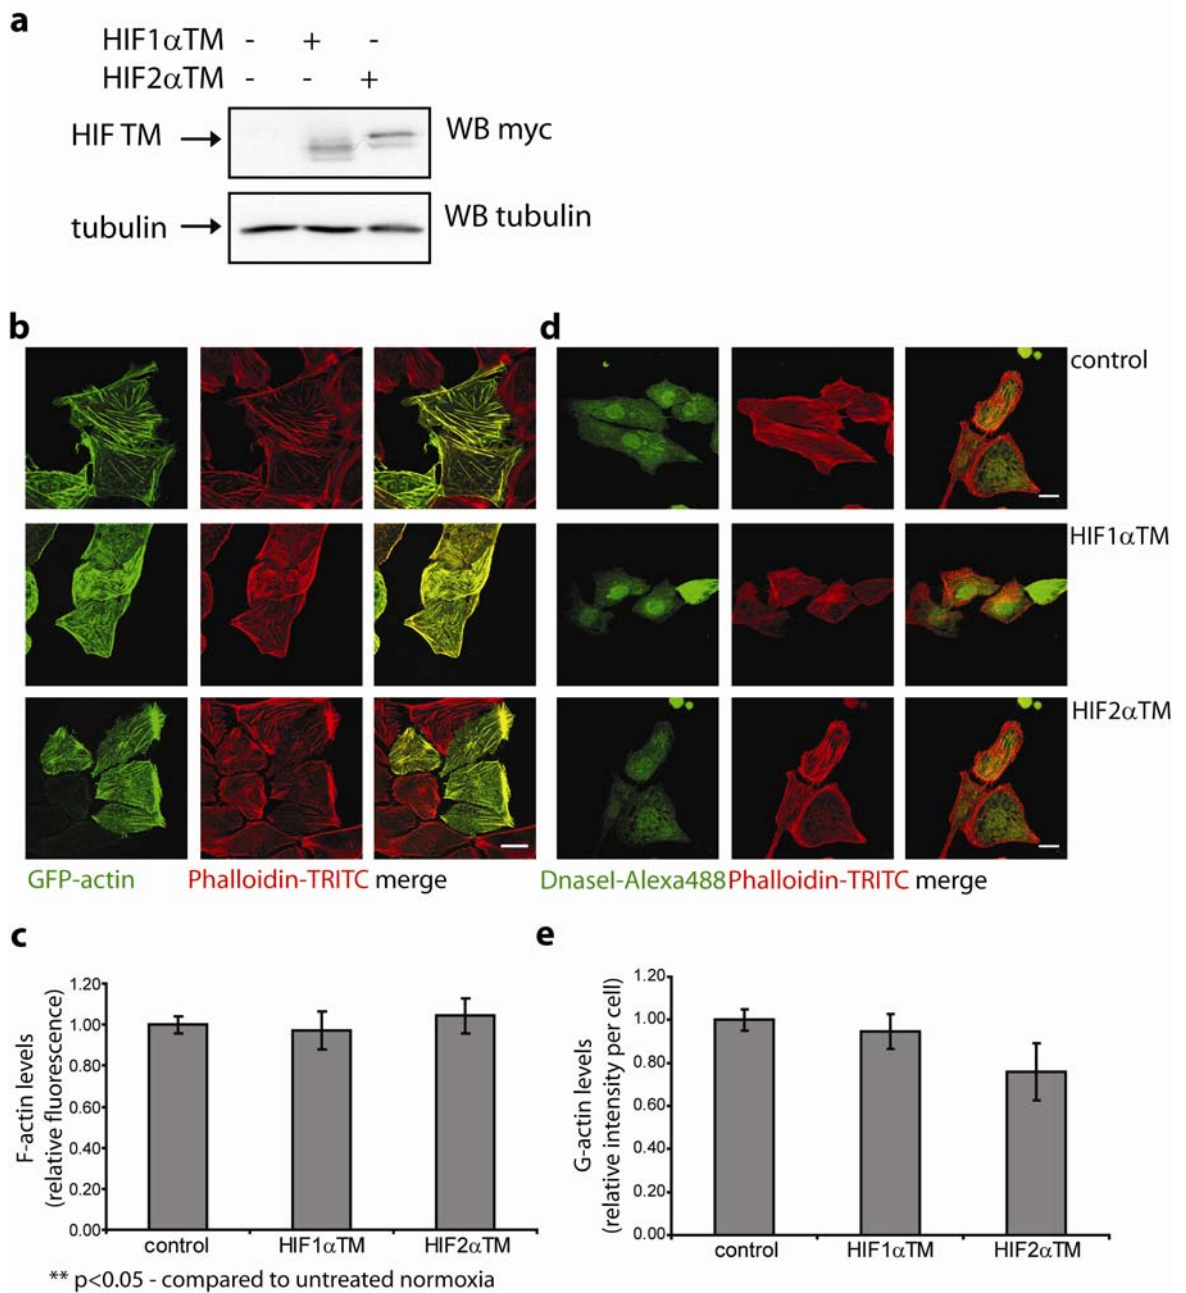 a
HIF1αTM - + -
HIF2αTM - - +
HIF TM
WB myc
tubulin
WB tubulin
b
d
control
HIF1αTM
HIF2αTM
GFP-actin Phalloidin-TRITC merge
DnaseI-Alexa488 Phalloidin-TRITC merge
c
F-actin levels
(relative fluorescence)
1.20
1.00
0.80
0.60
0.40
0.20
0.00
control HIF1αTM HIF2αTM
** p<0.05 - compared to untreated normoxia
e
G-actin levels
(relative intensity per cell)
1.20
1.00
0.80
0.60
0.40
0.20
0.00
control HIF1αTM HIF2αTM